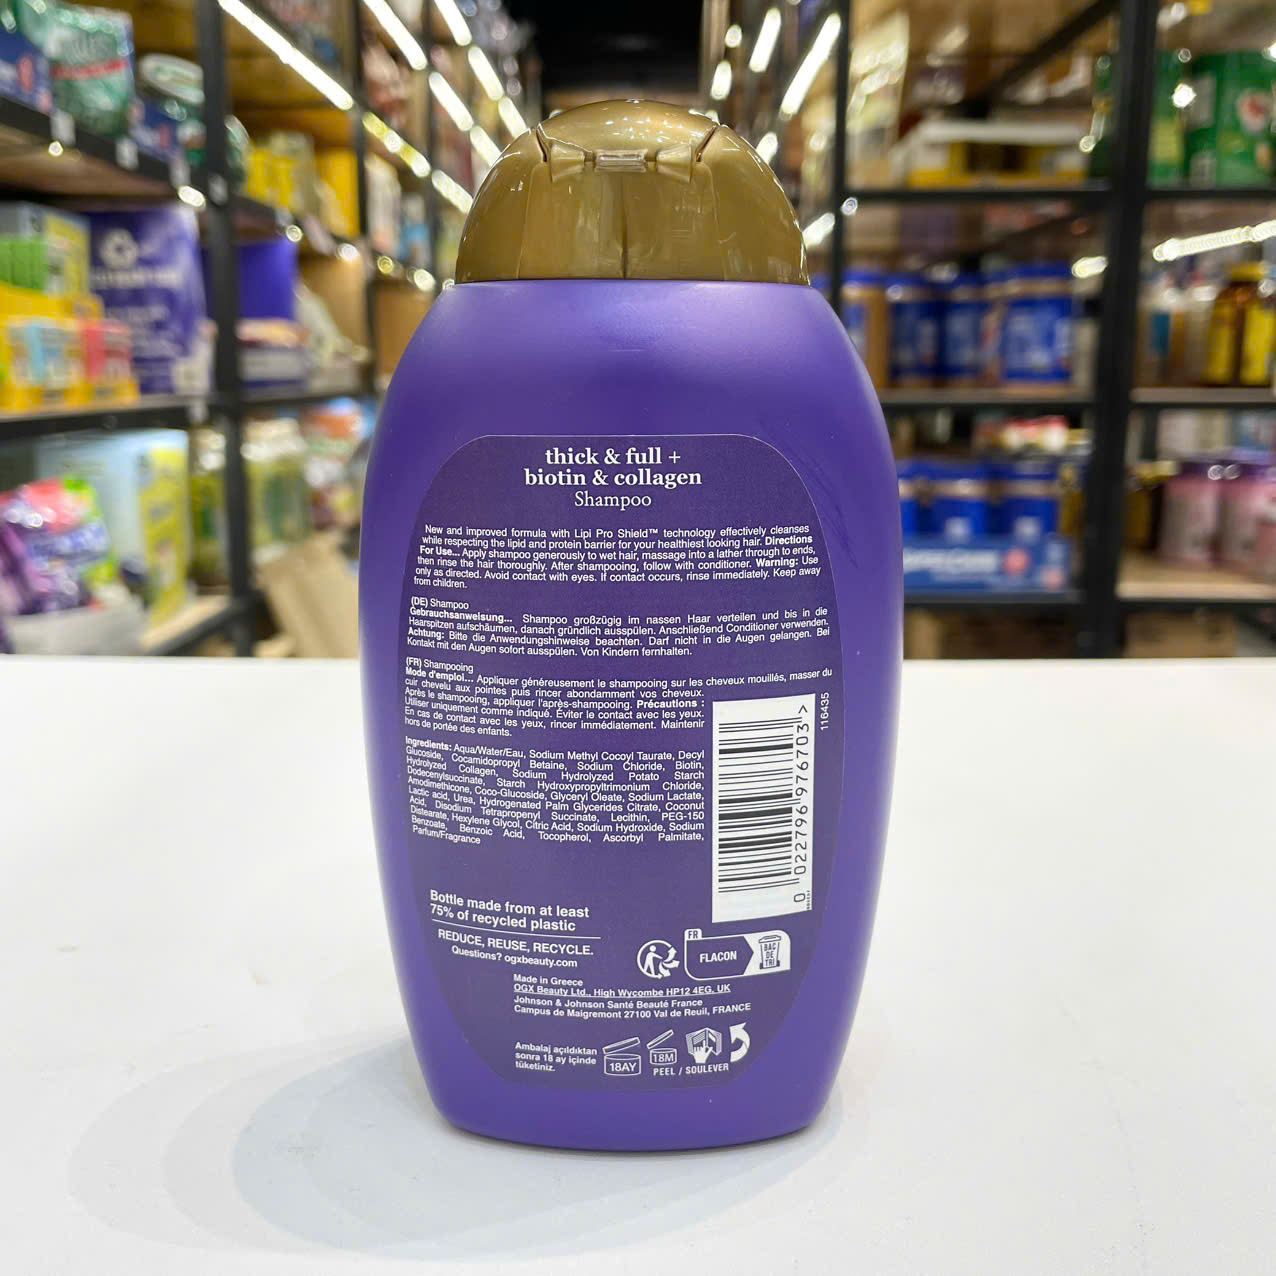 thick & full +
biotin & collagen
Shampoo
New and improved formula with Lipi Pro Shield™ technology effectively cleanses
while respecting the lipid and protein barrier for your healthiest looking hair. Directions
For Use... Apply shampoo generously to wet hair, massage into a lather through to ends,
then rinse the hair thoroughly. After shampooing, follow with conditioner. Warning: Use
only as directed. Avoid contact with eyes. If contact occurs, rinse immediately. Keep away
from children.
(DE) Shampoo
Gebrauchsanweisung... Shampoo großzügig im nassen Haar verteilen und bis in die
Haarspitzen aufschäumen, danach gründlich ausspülen. Anschließend Conditioner verwenden.
Achtung: Bitte die Anwendungshinweise beachten. Darf nicht in die Augen gelangen. Bei
Kontakt mit den Augen sofort ausspülen. Von Kindern fernhalten.
(FR) Shampooing
Mode d'emploi... Appliquer généreusement le shampooing sur les cheveux mouillés, masser du
cuir chevelu aux pointes puis rincer abondamment vos cheveux.
Après le shampooing, appliquer l'après-shampooing. Précautions :
Utiliser uniquement comme indiqué. Éviter le contact avec les yeux.
En cas de contact avec les yeux, rincer immédiatement. Maintenir
hors de portée des enfants.
Ingredients: Aqua/Water/Eau, Sodium Methyl Cocoyl Taurate, Decyl
Glucoside, Cocamidopropyl Betaine, Sodium Chloride, Biotin,
Hydrolyzed Collagen, Sodium Hydrolyzed Potato Starch
Dodecenylsuccinate, Starch Hydroxypropyltrimonium Chloride,
Amodimethicone, Coco-Glucoside, Glyceryl Oleate, Sodium Lactate,
Lactic acid, Urea, Hydrogenated Palm Glycerides Citrate, Coconut
Acid, Disodium Tetrapropenyl Succinate, Lecithin, PEG-150
Distearate, Hexylene Glycol, Citric Acid, Sodium Hydroxide, Sodium
Benzoate, Benzoic Acid, Tocopherol, Ascorbyl Palmitate,
Parfum/Fragrance
116435
0 022796 976703 >
Bottle made from at least
75% of recycled plastic
REDUCE, REUSE, RECYCLE.
Questions? ogxbeauty.com
FR
FLACON
BAC
DE
TRI
Made in Greece
OGX Beauty Ltd., High Wycombe HP12 4EG, UK
Johnson & Johnson Santé Beauté France
Campus de Maigremont 27100 Val de Reuil, FRANCE
Ambalaj açıldıktan
sonra 18 ay içinde
tüketiniz.
18AY
18M
PEEL / SOULEVER